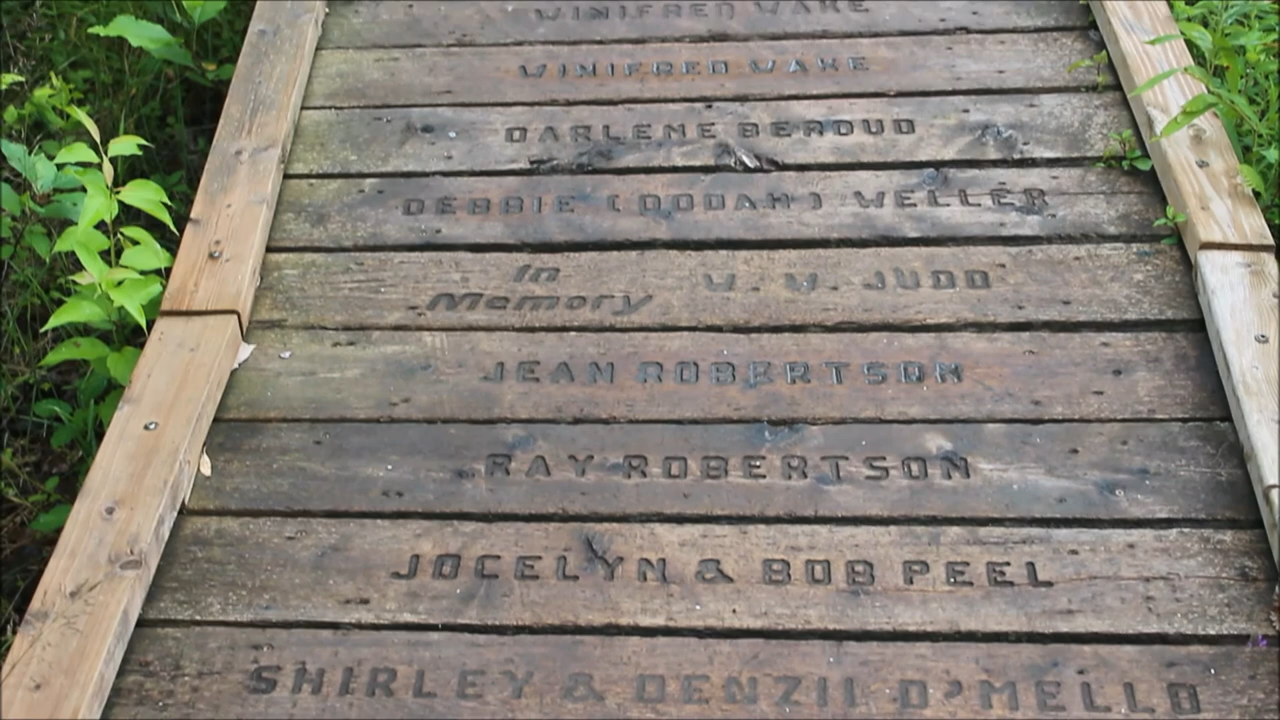 WINIFRED WAKE
WINIFRED WAKE
DARLENE BEROUD
DEBBIE (DODAH) WELLER
In Memory W. W. JUDD
JEAN ROBERTSON
RAY ROBERTSON
JOCELYN & BOB PEEL
SHIRLEY & DENZIL D'MELLO